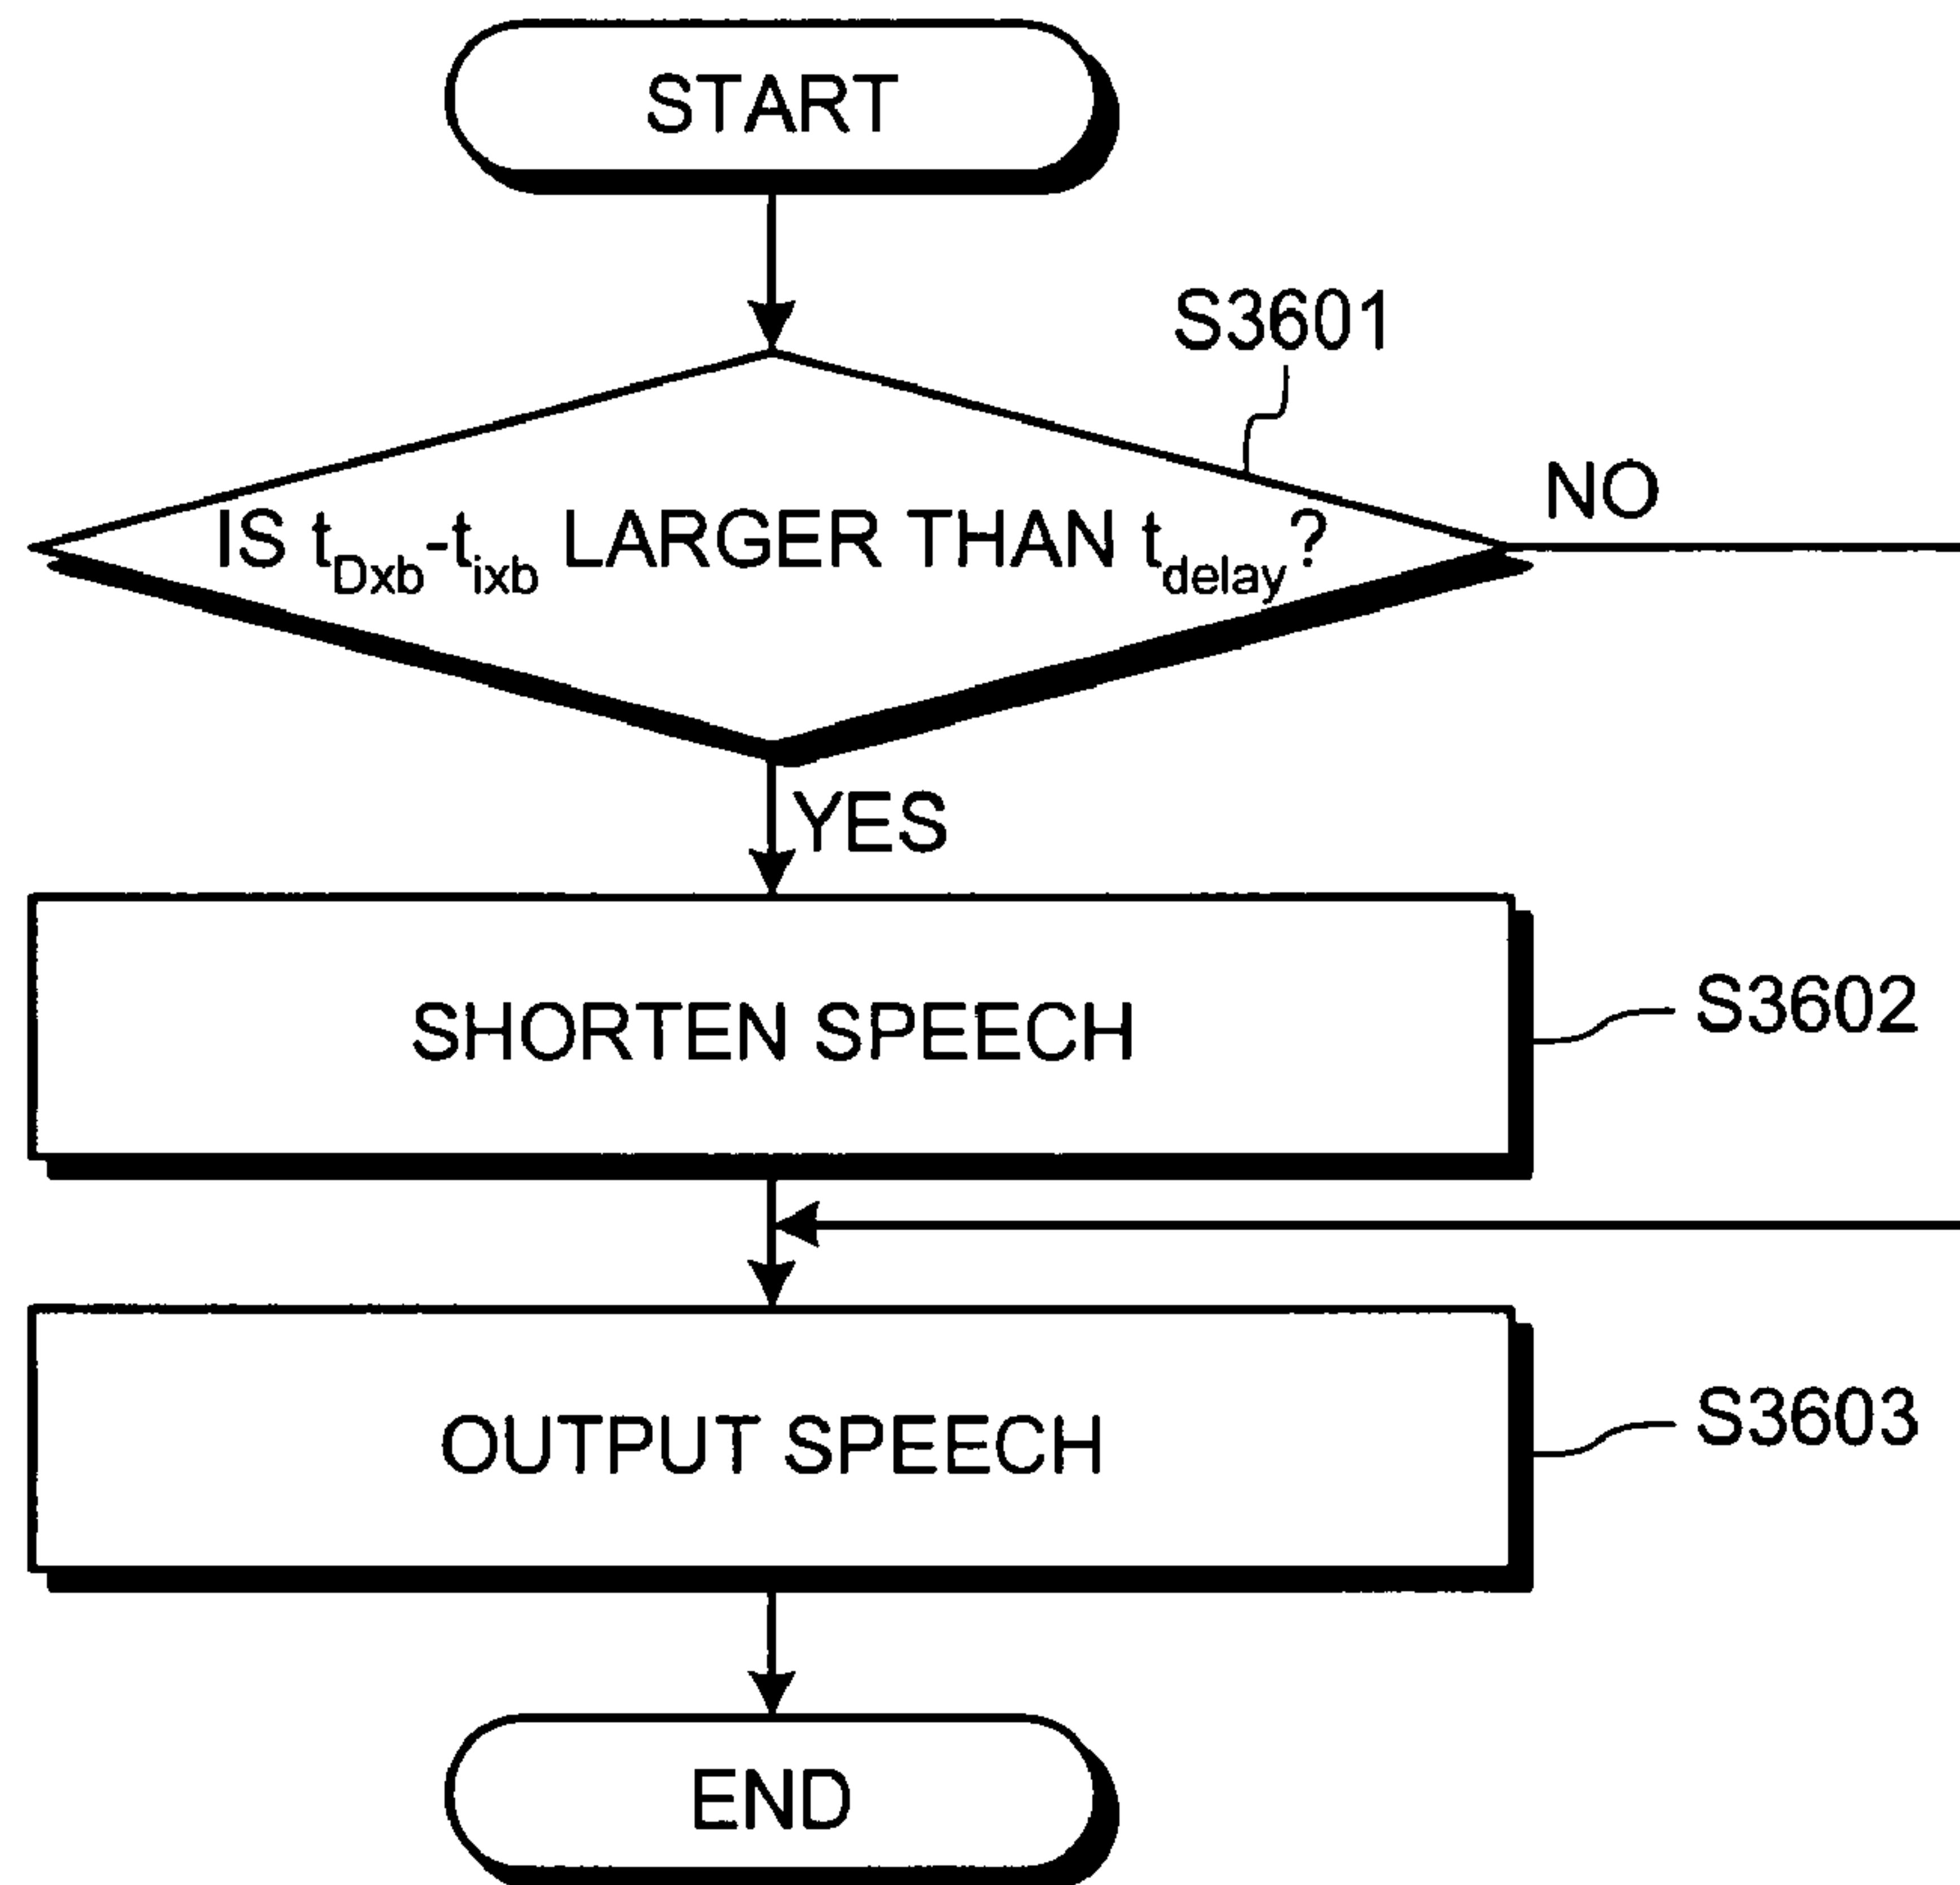 START
S3601
NO
IS tDxb-tixb LARGER THAN tdelay?
YES
SHORTEN SPEECH
S3602
OUTPUT SPEECH
S3603
END